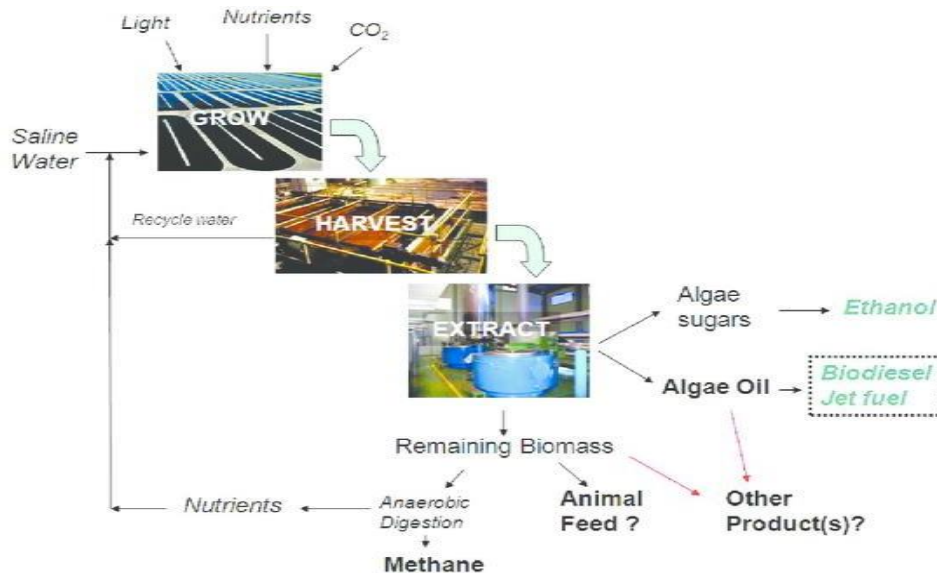 Light
Nutrients
CO₂
GROW
Saline
Water
Recycle water
HARVEST
EXTRACT
Algae
sugars
Ethanol
Algae Oil
Biodiesel
Jet fuel
Remaining Biomass
Nutrients
Anaerobic
Digestion
Animal
Feed ?
Other
Product(s)?
Methane